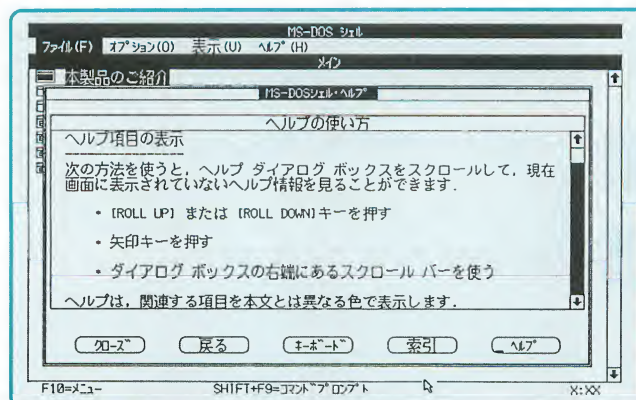 MS-DOS シェル
ファイル(F) オプション(O) 表示(U) ヘルプ(H)
メイン
本製品のご紹介
MS-DOSシェル・ヘルプ
ヘルプの使い方
ヘルプ項目の表示
------------------
次の方法を使うと，ヘルプ ダイアログ ボックスをスクロールして，現在
画面に表示されていないヘルプ情報を見ることができます．
・ [ROLL UP] または [ROLL DOWN]キーを押す
・ 矢印キーを押す
・ ダイアログ ボックスの右端にあるスクロール バーを使う
ヘルプは，関連する項目を本文とは異なる色で表示します．
クローズ 戻る キーボード 索引 ヘルプ
F10=メニュー SHIFT+F9=コマンドプロンプト X:XX